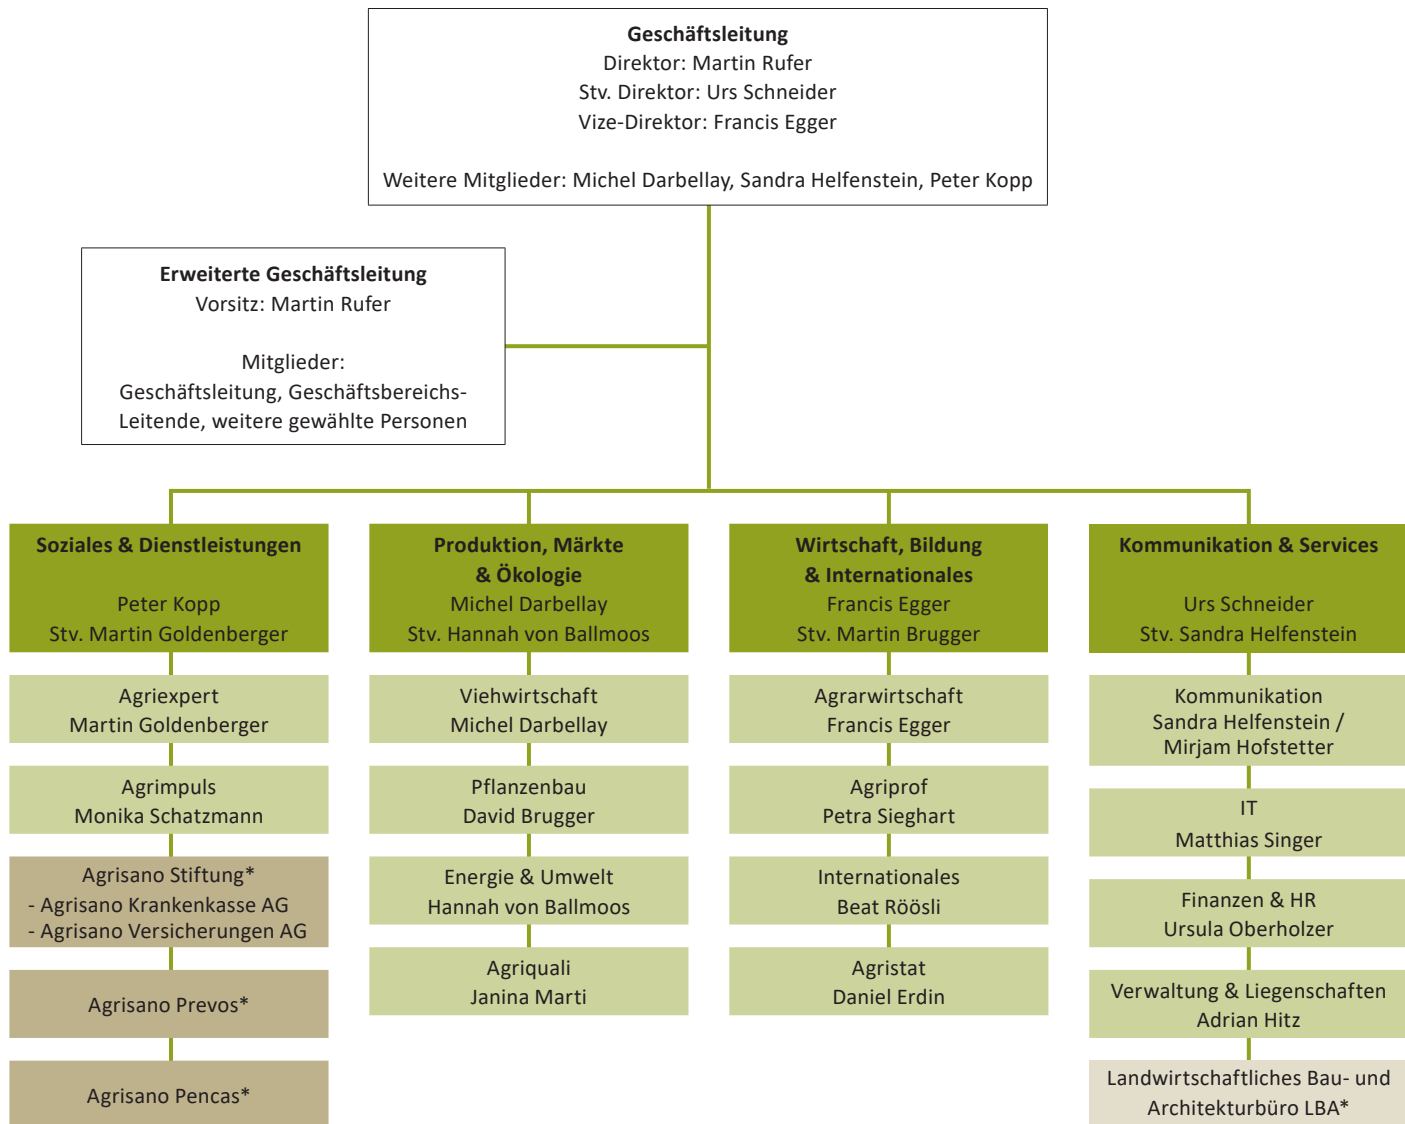 Geschäftsleitung
Direktor: Martin Rufer
Stv. Direktor: Urs Schneider
Vize-Direktor: Francis Egger
Weitere Mitglieder: Michel Darbellay, Sandra Helfenstein, Peter Kopp
Erweiterte Geschäftsleitung
Vorsitz: Martin Rufer
Mitglieder:
Geschäftsleitung, Geschäftsbereichs-
Leitende, weitere gewählte Personen
Soziales & Dienstleistungen
Peter Kopp
Stv. Martin Goldenberger
Agriexpert
Martin Goldenberger
Agrimpuls
Monika Schatzmann
Agrisano Stiftung*
- Agrisano Krankenkasse AG
- Agrisano Versicherungen AG
Agrisano Prevos*
Agrisano Pencas*
Produktion, Märkte
& Ökologie
Michel Darbellay
Stv. Hannah von Ballmoos
Viehwirtschaft
Michel Darbellay
Pflanzenbau
David Brugger
Energie & Umwelt
Hannah von Ballmoos
Agriquali
Janina Marti
Wirtschaft, Bildung
& Internationales
Francis Egger
Stv. Martin Brugger
Agrarwirtschaft
Francis Egger
Agriprof
Petra Sieghart
Internationales
Beat Röösli
Agristat
Daniel Erdin
Kommunikation & Services
Urs Schneider
Stv. Sandra Helfenstein
Kommunikation
Sandra Helfenstein /
Mirjam Hofstetter
IT
Matthias Singer
Finanzen & HR
Ursula Oberholzer
Verwaltung & Liegenschaften
Adrian Hitz
Landwirtschaftliches Bau- und
Architekturbüro LBA*